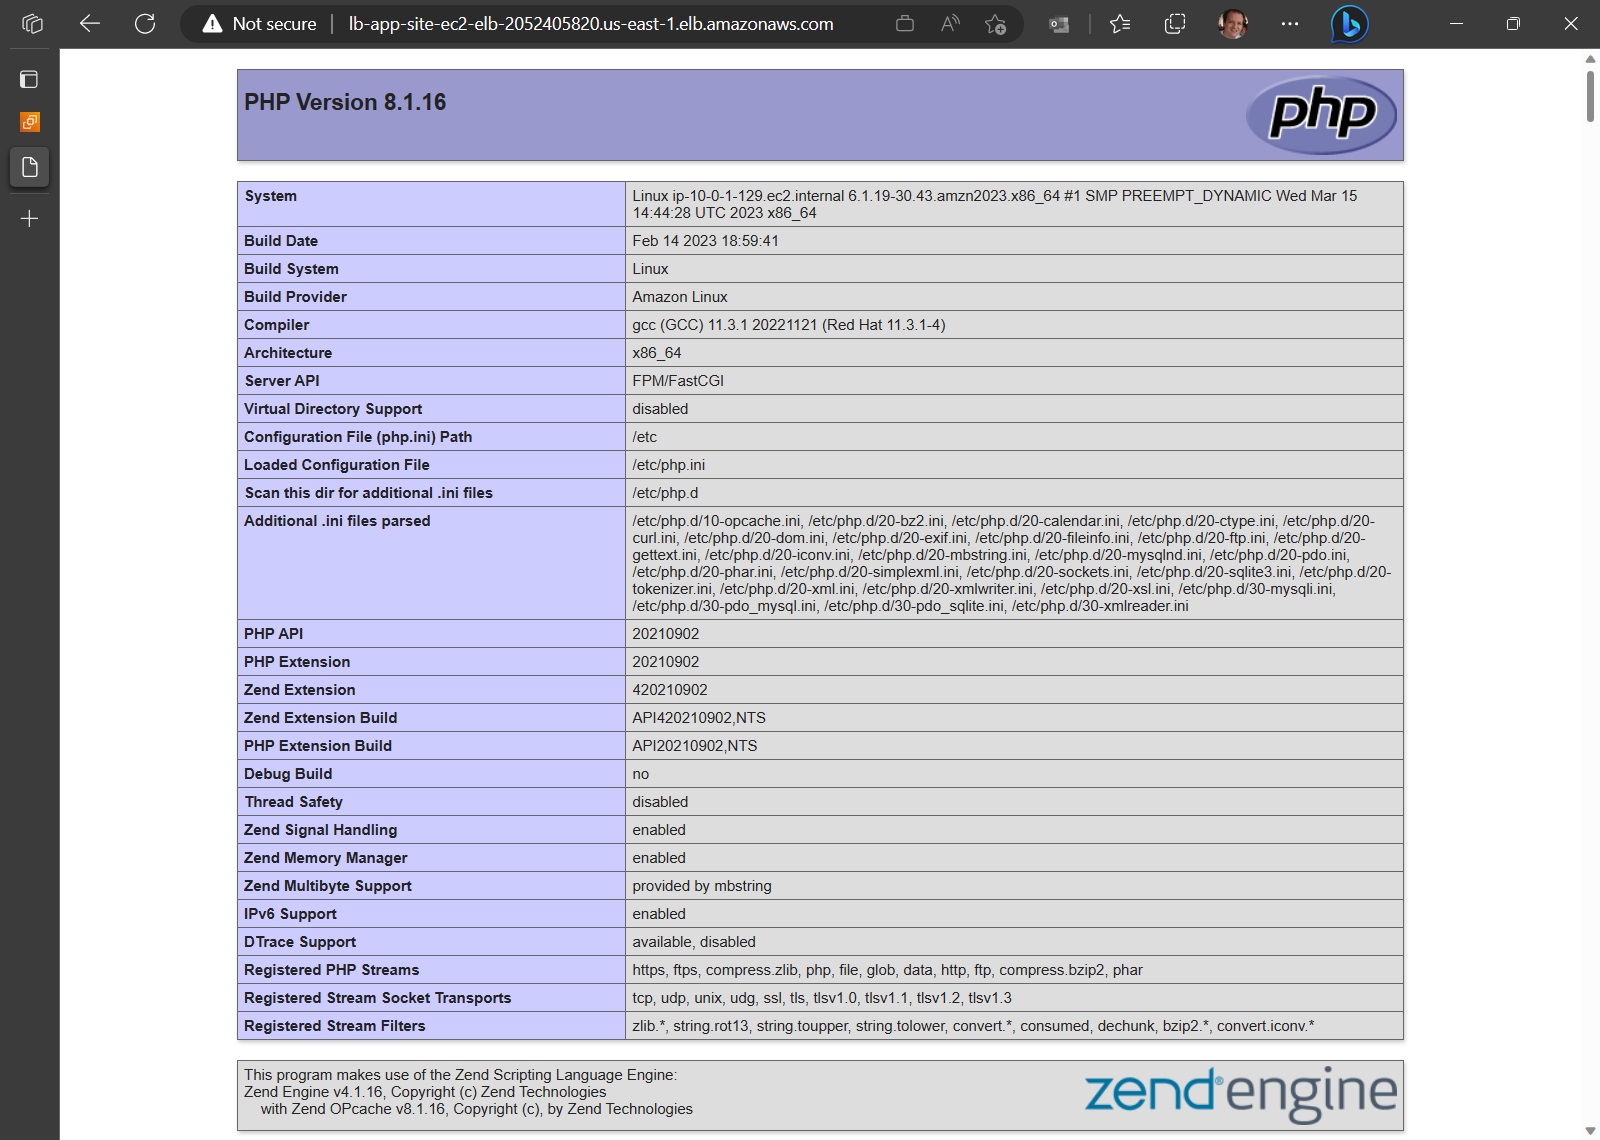 Not secure
lb-app-site-ec2-elb-2052405820.us-east-1.elb.amazonaws.com
PHP Version 8.1.16
php
System
Linux ip-10-0-1-129.ec2.internal 6.1.19-30.43.amzn2023.x86_64 #1 SMP PREEMPT_DYNAMIC Wed Mar 15
14:44:28 UTC 2023 x86_64
Build Date
Feb 14 2023 18:59:41
Build System
Linux
Build Provider
Amazon Linux
Compiler
gcc (GCC) 11.3.1 20221121 (Red Hat 11.3.1-4)
Architecture
x86_64
Server API
FPM/FastCGI
Virtual Directory Support
disabled
Configuration File (php.ini) Path
/etc
Loaded Configuration File
/etc/php.ini
Scan this dir for additional .ini files
/etc/php.d
Additional .ini files parsed
/etc/php.d/10-opcache.ini, /etc/php.d/20-bz2.ini, /etc/php.d/20-calendar.ini, /etc/php.d/20-ctype.ini, /etc/php.d/20-
curl.ini, /etc/php.d/20-dom.ini, /etc/php.d/20-exif.ini, /etc/php.d/20-fileinfo.ini, /etc/php.d/20-ftp.ini, /etc/php.d/20-
gettext.ini, /etc/php.d/20-iconv.ini, /etc/php.d/20-mbstring.ini, /etc/php.d/20-mysqlnd.ini, /etc/php.d/20-pdo.ini,
/etc/php.d/20-phar.ini, /etc/php.d/20-simplexml.ini, /etc/php.d/20-sockets.ini, /etc/php.d/20-sqlite3.ini, /etc/php.d/20-
tokenizer.ini, /etc/php.d/20-xml.ini, /etc/php.d/20-xmlwriter.ini, /etc/php.d/20-xsl.ini, /etc/php.d/30-mysqli.ini,
/etc/php.d/30-pdo_mysql.ini, /etc/php.d/30-pdo_sqlite.ini, /etc/php.d/30-xmlreader.ini
PHP API
20210902
PHP Extension
20210902
Zend Extension
420210902
Zend Extension Build
API420210902,NTS
PHP Extension Build
API20210902,NTS
Debug Build
no
Thread Safety
disabled
Zend Signal Handling
enabled
Zend Memory Manager
enabled
Zend Multibyte Support
provided by mbstring
IPv6 Support
enabled
DTrace Support
available, disabled
Registered PHP Streams
https, ftps, compress.zlib, php, file, glob, data, http, ftp, compress.bzip2, phar
Registered Stream Socket Transports
tcp, udp, unix, udg, ssl, tls, tlsv1.0, tlsv1.1, tlsv1.2, tlsv1.3
Registered Stream Filters
zlib.*, string.rot13, string.toupper, string.tolower, convert.*, consumed, dechunk, bzip2.*, convert.iconv.*
This program makes use of the Zend Scripting Language Engine:
Zend Engine v4.1.16, Copyright (c) Zend Technologies
with Zend OPcache v8.1.16, Copyright (c), by Zend Technologies
zend® engine